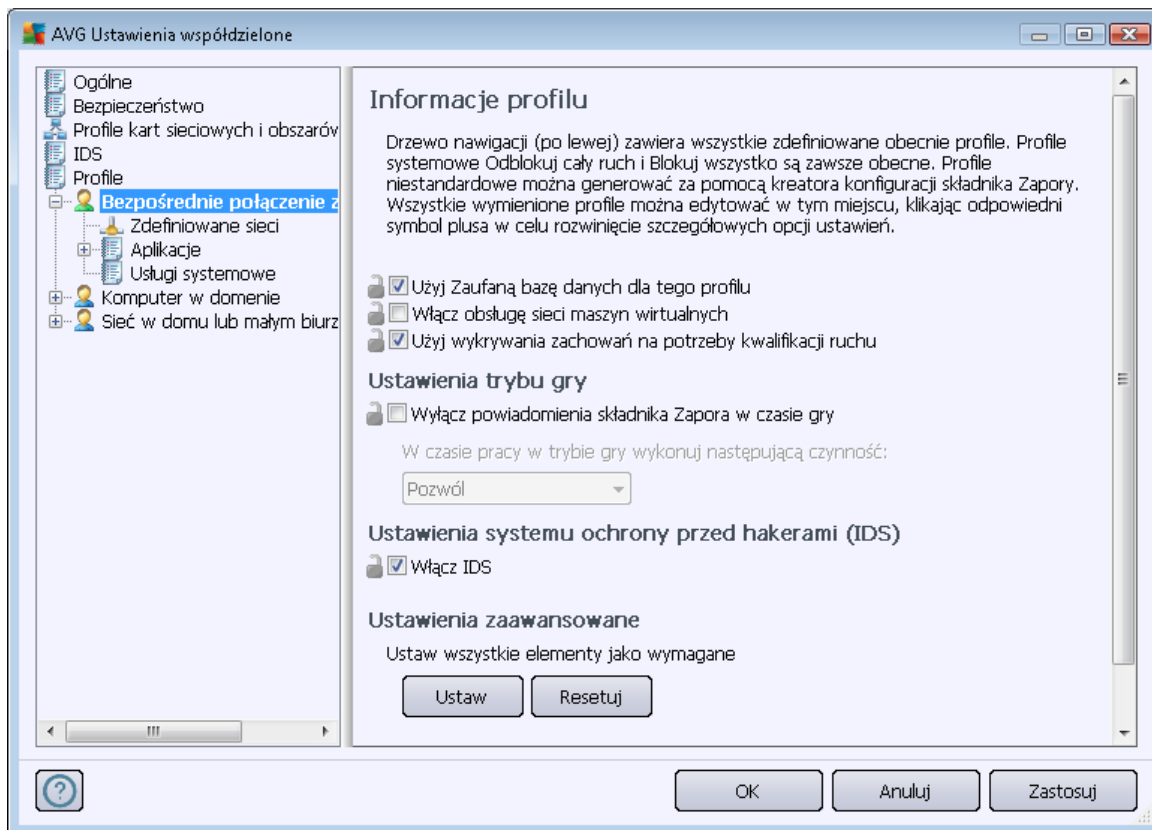 AVG Ustawienia współdzielone
Ogólne
Bezpieczeństwo
Profile kart sieciowych i obszarów
IDS
Profile
Bezpośrednie połączenie z
Zdefiniowane sieci
Aplikacje
Usługi systemowe
Komputer w domenie
Sieć w domu lub małym biurz
Informacje profilu
Drzewo nawigacji (po lewej) zawiera wszystkie zdefiniowane obecnie profile. Profile
systemowe Odblokuj cały ruch i Blokuj wszystko są zawsze obecne. Profile
niestandardowe można generować za pomocą kreatora konfiguracji składnika Zapory.
Wszystkie wymienione profile można edytować w tym miejscu, klikając odpowiedni
symbol plusa w celu rozwinięcie szczegółowych opcji ustawień.
Użyj Zaufaną bazę danych dla tego profilu
Włącz obsługę sieci maszyn wirtualnych
Użyj wykrywania zachowań na potrzeby kwalifikacji ruchu
Ustawienia trybu gry
Wyłącz powiadomienia składnika Zapora w czasie gry
W czasie pracy w trybie gry wykonuj następującą czynność:
Pozwól
Ustawienia systemu ochrony przed hakerami (IDS)
Włącz IDS
Ustawienia zaawansowane
Ustaw wszystkie elementy jako wymagane
Ustaw
Resetuj
OK
Anuluj
Zastosuj